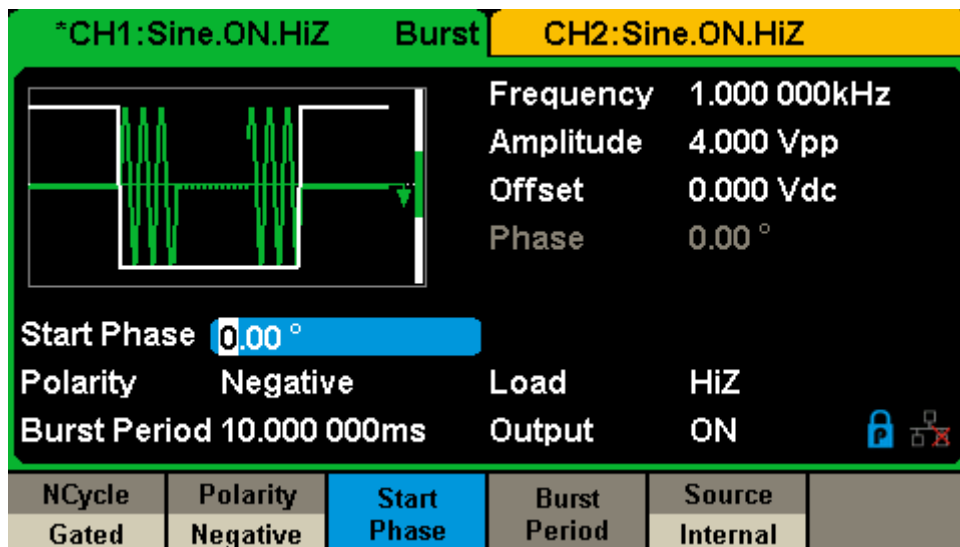 *CH1:Sine.ON.HiZ Burst CH2:Sine.ON.HiZ
Frequency 1.000 000kHz
Amplitude 4.000 Vpp
Offset 0.000 Vdc
Phase 0.00 °
Start Phase 0.00 °
Polarity Negative Load HiZ
Burst Period 10.000 000ms Output ON P
NCycle Polarity Start Burst Source
Gated Negative Phase Period Internal